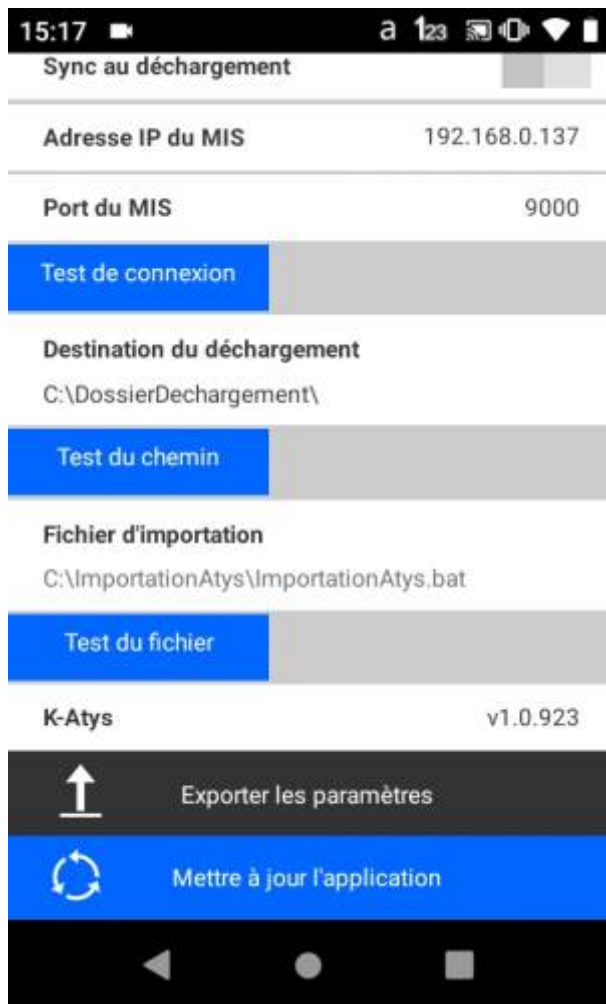 15:17 a 123
Sync au déchargement
Adresse IP du MIS 192.168.0.137
Port du MIS 9000
Test de connexion
Destination du déchargement
C:\DossierDechargement\
Test du chemin
Fichier d'importation
C:\ImportationAtys\ImportationAtys.bat
Test du fichier
K-Atys v1.0.923
Exporter les paramètres
Mettre à jour l'application